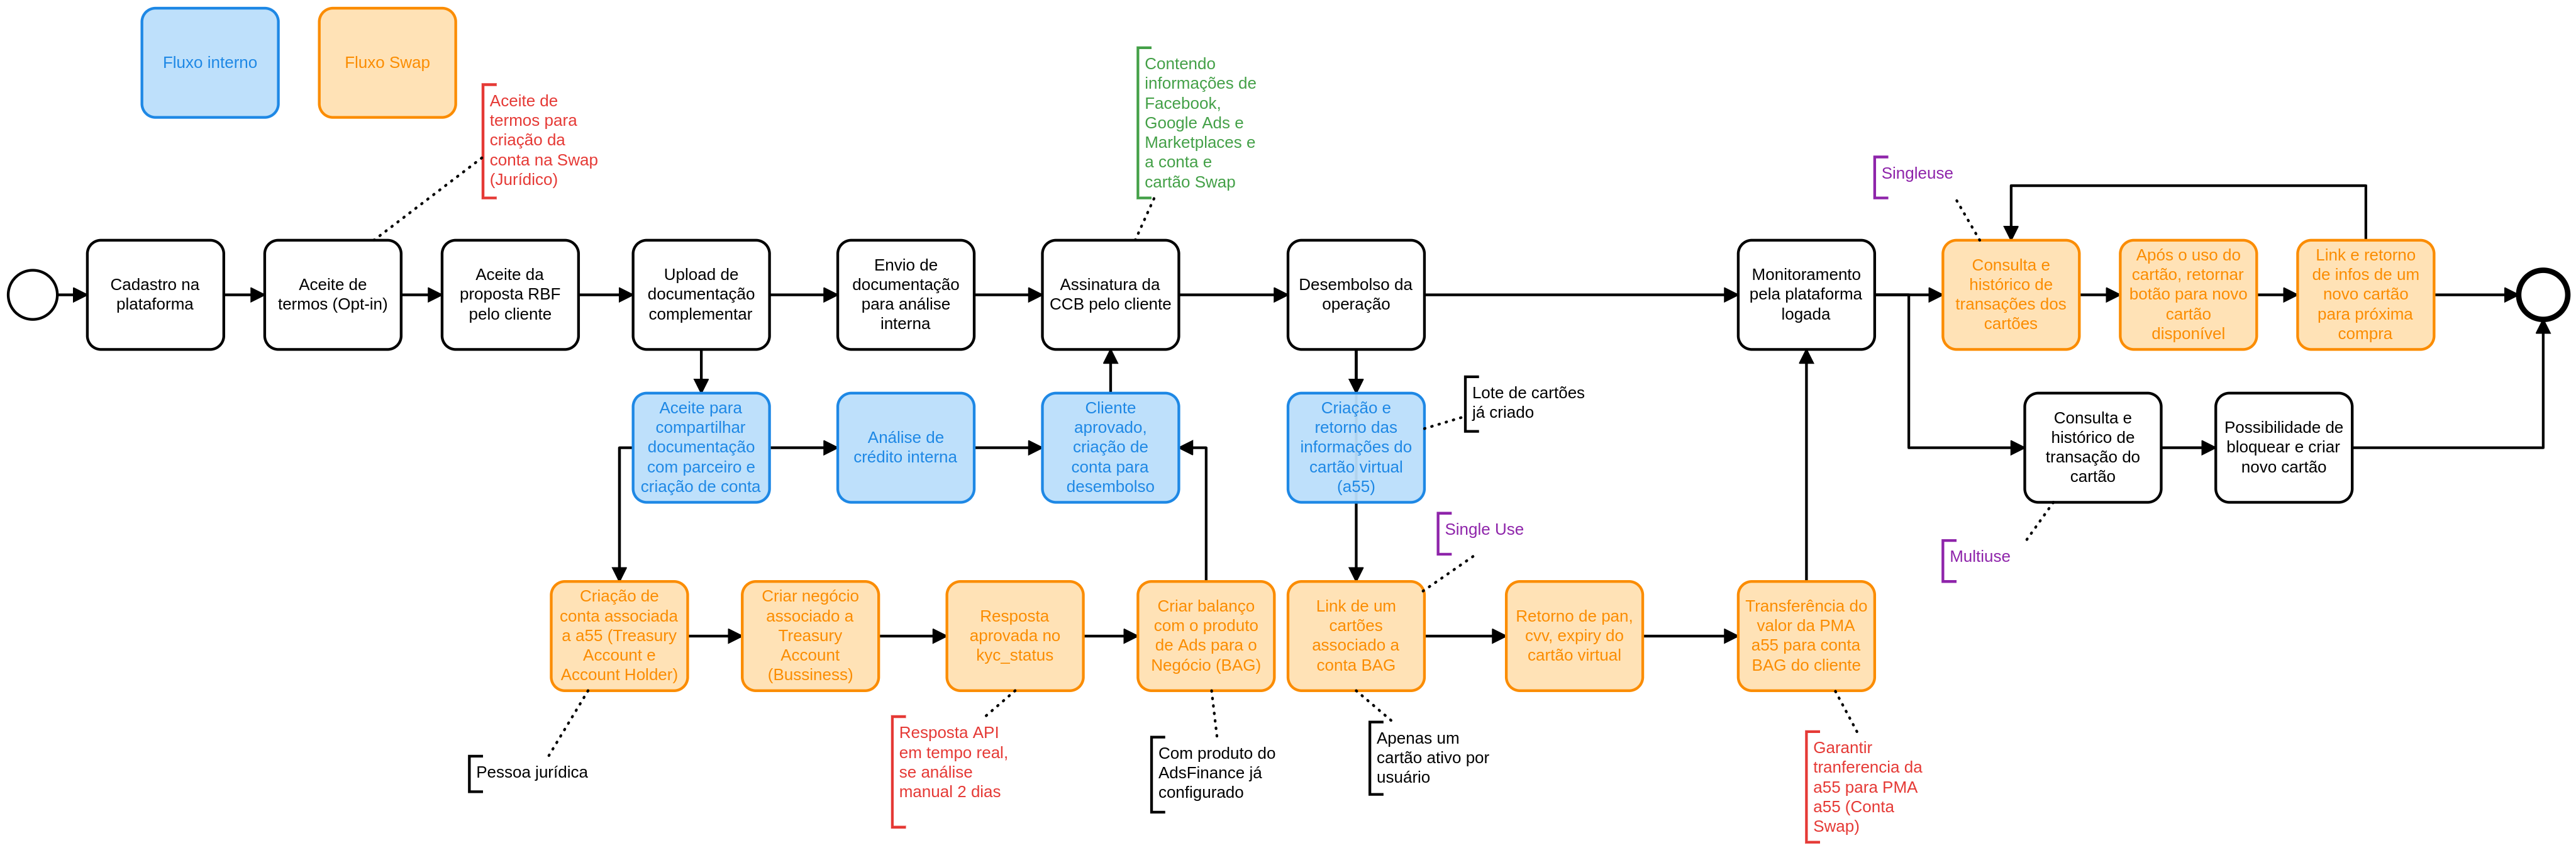 Fluxo interno
Fluxo Swap
Aceite de
termos para
criação da
conta na Swap
(Jurídico)
Contendo
informações de
Facebook,
Google Ads e
Marketplaces e
a conta e
cartão Swap
Singleuse
Cadastro na
plataforma
Aceite de
termos (Opt-in)
Aceite da
proposta RBF
pelo cliente
Upload de
documentação
complementar
Envio de
documentação
para análise
interna
Assinatura da
CCB pelo cliente
Desembolso da
operação
Monitoramento
pela plataforma
logada
Consulta e
histórico de
transações dos
cartões
Após o uso do
cartão, retornar
botão para novo
cartão
disponível
Link e retorno
de infos de um
novo cartão
para próxima
compra
Aceite para
compartilhar
documentação
com parceiro e
criação de conta
Análise de
crédito interna
Cliente
aprovado,
criação de
conta para
desembolso
Criação e
retorno das
informações do
cartão virtual
(a55)
Lote de cartões
já criado
Consulta e
histórico de
transação do
cartão
Possibilidade de
bloquear e criar
novo cartão
Single Use
Multiuse
Criação de
conta associada
a a55 (Treasury
Account e
Account Holder)
Criar negócio
associado a
Treasury
Account
(Bussiness)
Resposta
aprovada no
kyc_status
Criar balanço
com o produto
de Ads para o
Negócio (BAG)
Link de um
cartões
associado a
conta BAG
Retorno de pan,
cvv, expiry do
cartão virtual
Transferência do
valor da PMA
a55 para conta
BAG do cliente
Pessoa jurídica
Resposta API
em tempo real,
se análise
manual 2 dias
Com produto do
AdsFinance já
configurado
Apenas um
cartão ativo por
usuário
Garantir
tranferencia da
a55 para PMA
a55 (Conta
Swap)